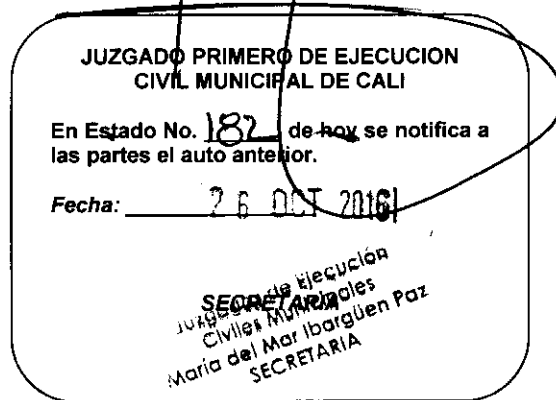 JUZGADO PRIMERO DE EJECUCION
CIVIL MUNICIPAL DE CALI
En Estado No. 182 de hoy se notifica a
las partes el auto anterior.
Fecha: 26 OCT 2016
SECRETARIA
Juzgados de Ejecución
Civiles Municipales
Maria del Mar Ibargüen Paz
SECRETARIA